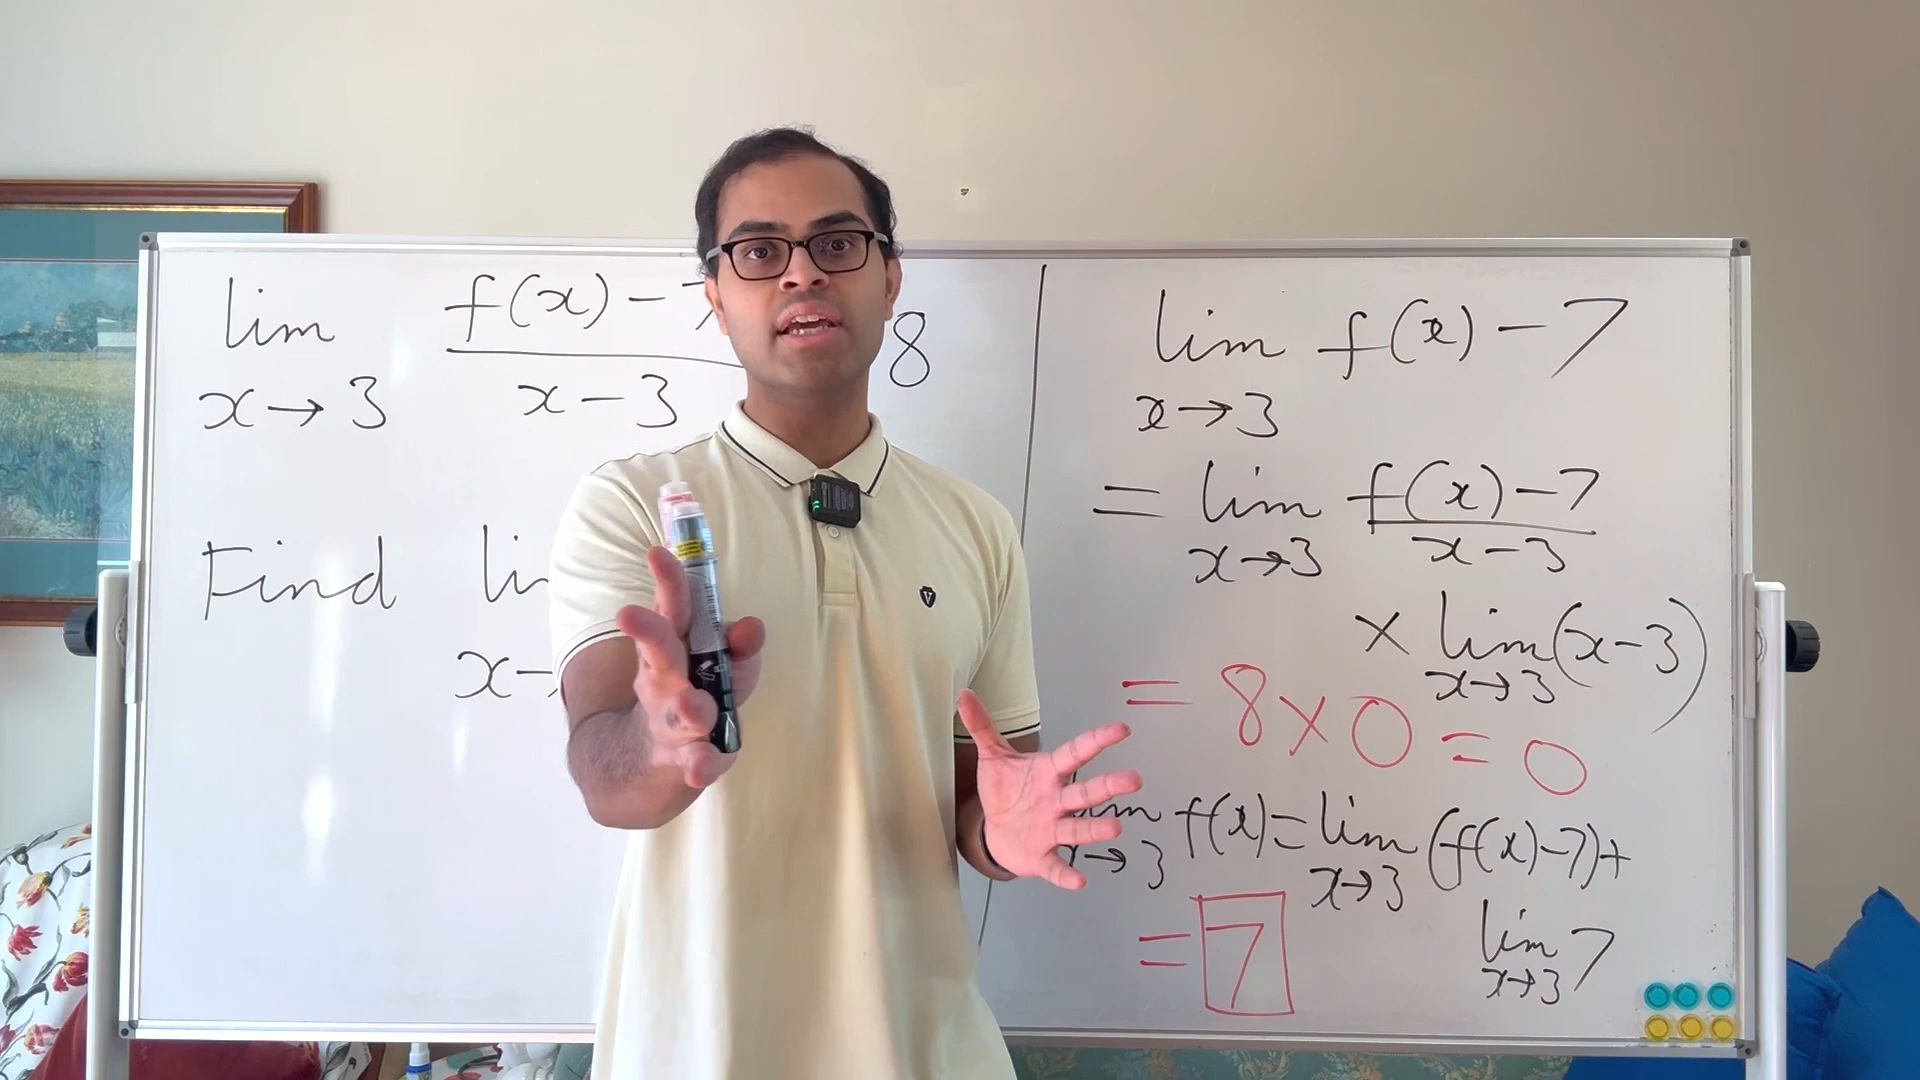 lim f(x) - 7
x→3 x - 3 8
Find
x→
lim f(x) - 7
x→3
= lim f(x) - 7
x→3 x - 3
× lim (x - 3)
x→3
= 8 × 0 = 0
f(x) = lim (f(x) - 7) +
→3 x→3
= 7
lim 7
x→3
V